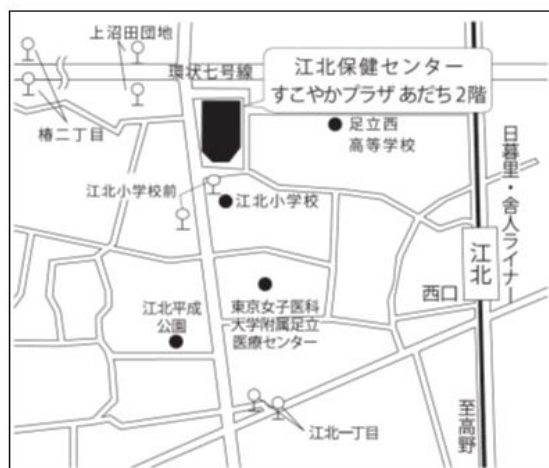 上沼田団地
環状七号線
江北保健センター
すこやかプラザ あだち 2階
椿二丁目
足立西
高等学校
日暮里・舎人ライナー
江北小学校前
江北小学校
江北
西口
江北平成
公園
東京女子医科
大学附属足立
医療センター
至高野
江北一丁目